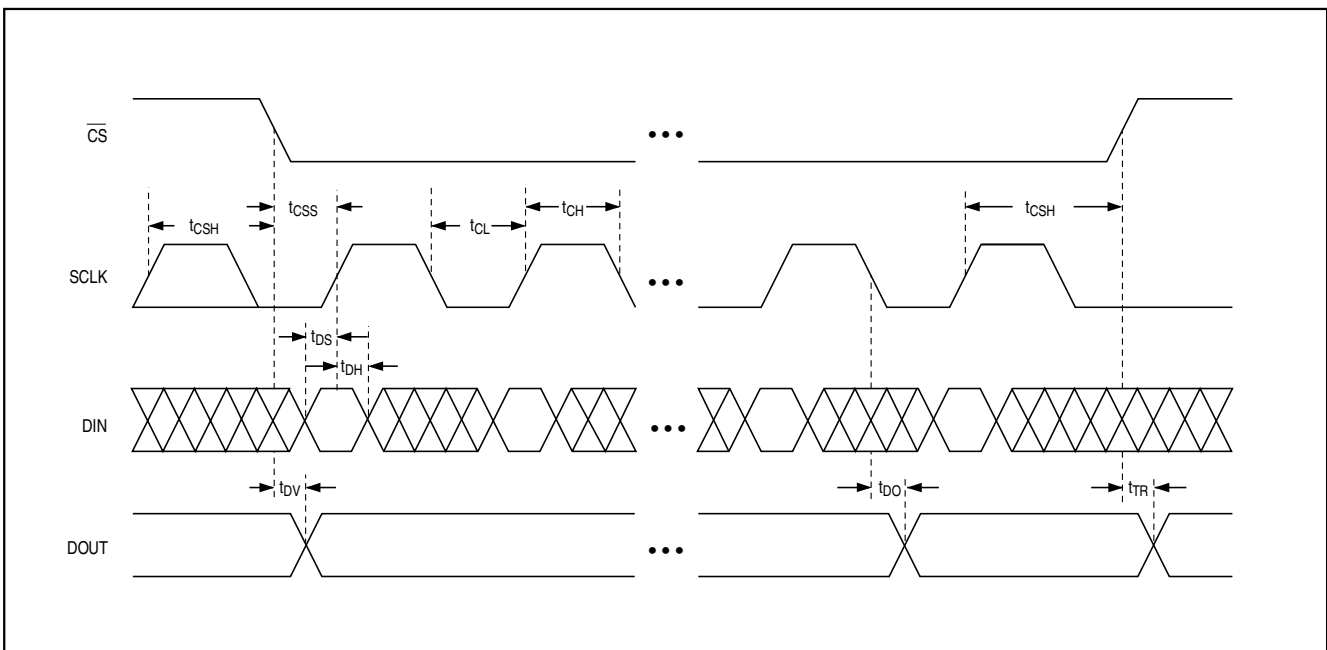 CS
tCSS
tCH
tCSH
tCL
tCSH
SCLK
tDS
tDH
DIN
tDV
tDO
tTR
DOUT